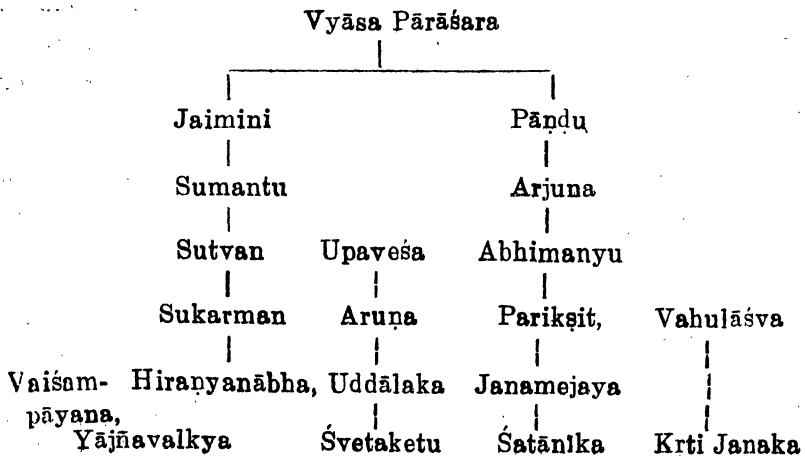 Vyāsa Pārāśara
Jaimini Pāṇḍu
Sumantu Arjuna
Sutvan Upaveśa Abhimanyu
Sukarman Aruṇa Parikṣit, Vahulāśva
Vaiśam- Hiraṇyanābha, Uddālaka Janamejaya
pāyana,
Yājñavalkya Śvetaketu Śatānīka Kṛti Janaka